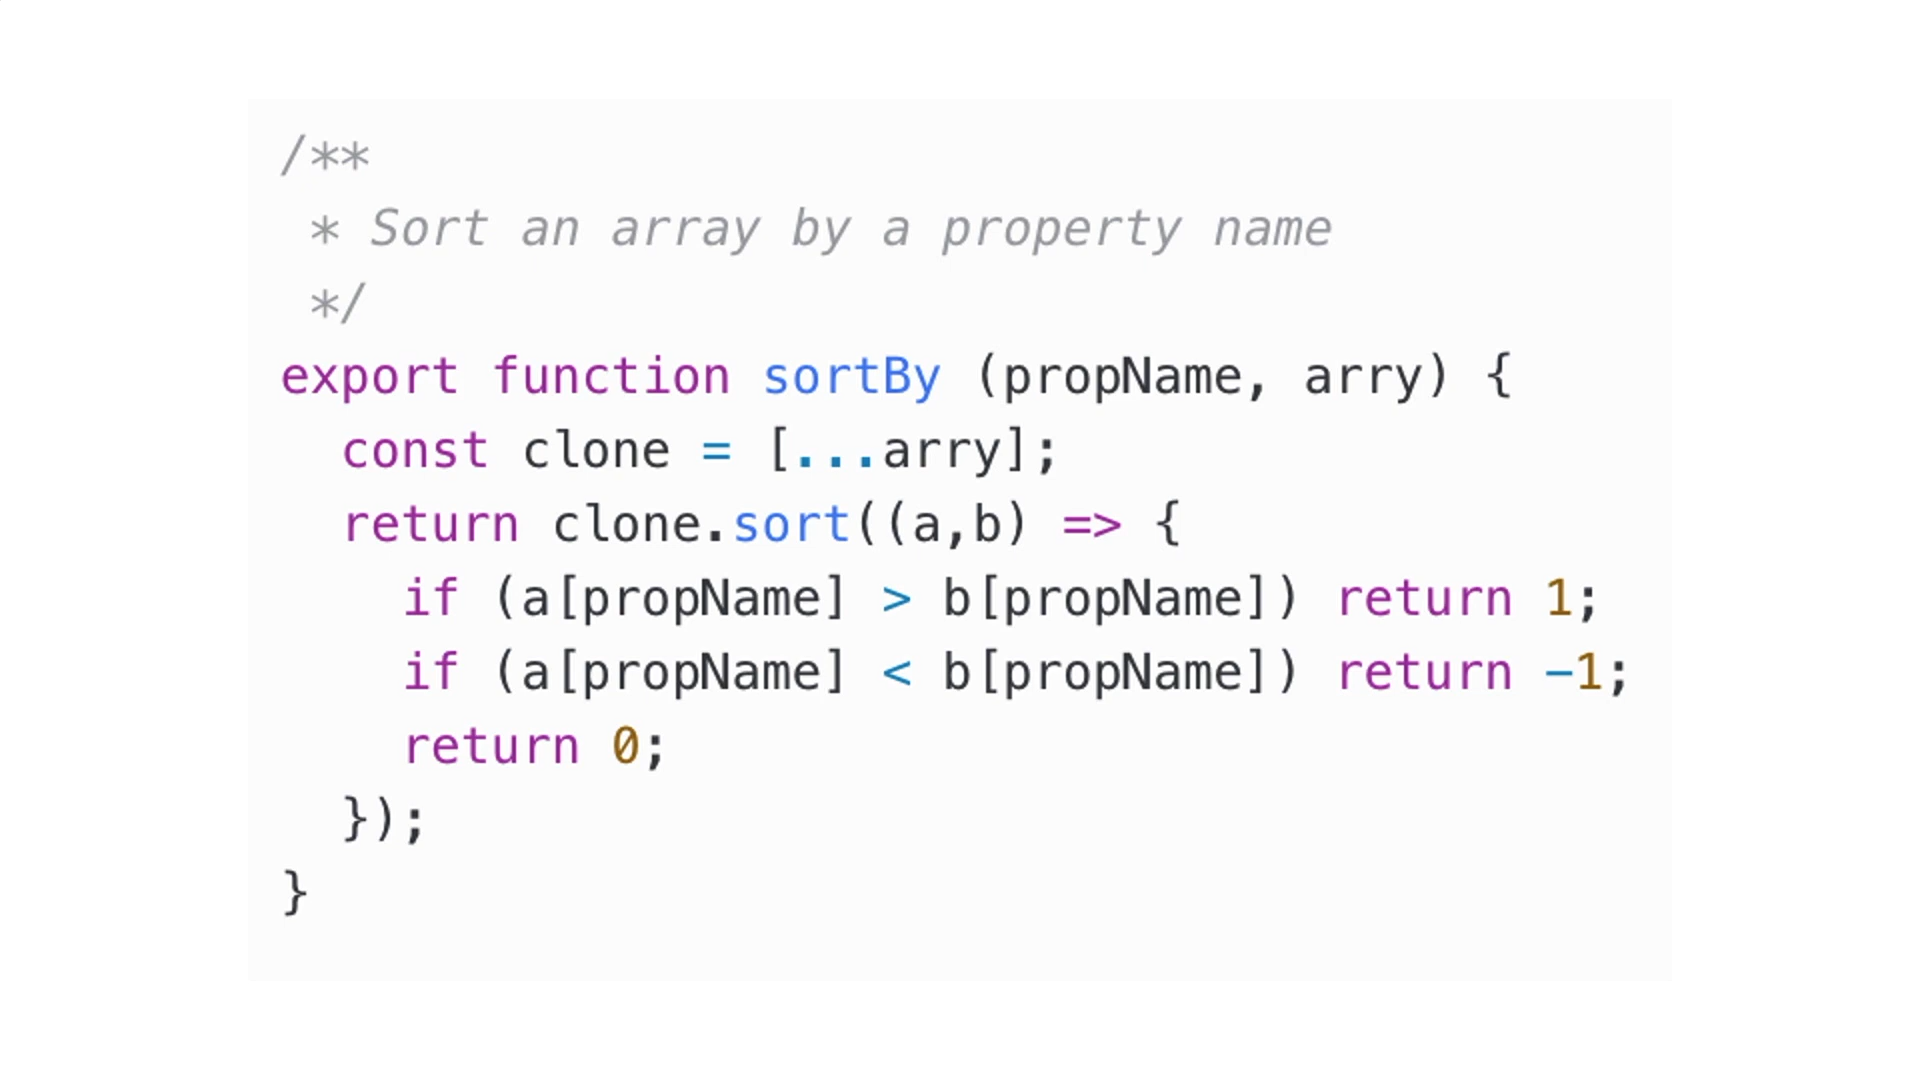 /**
 * Sort an array by a property name
 */
export function sortBy (propName, arry) {
  const clone = [...arry];
  return clone.sort((a,b) => {
    if (a[propName] > b[propName]) return 1;
    if (a[propName] < b[propName]) return -1;
    return 0;
  });
}